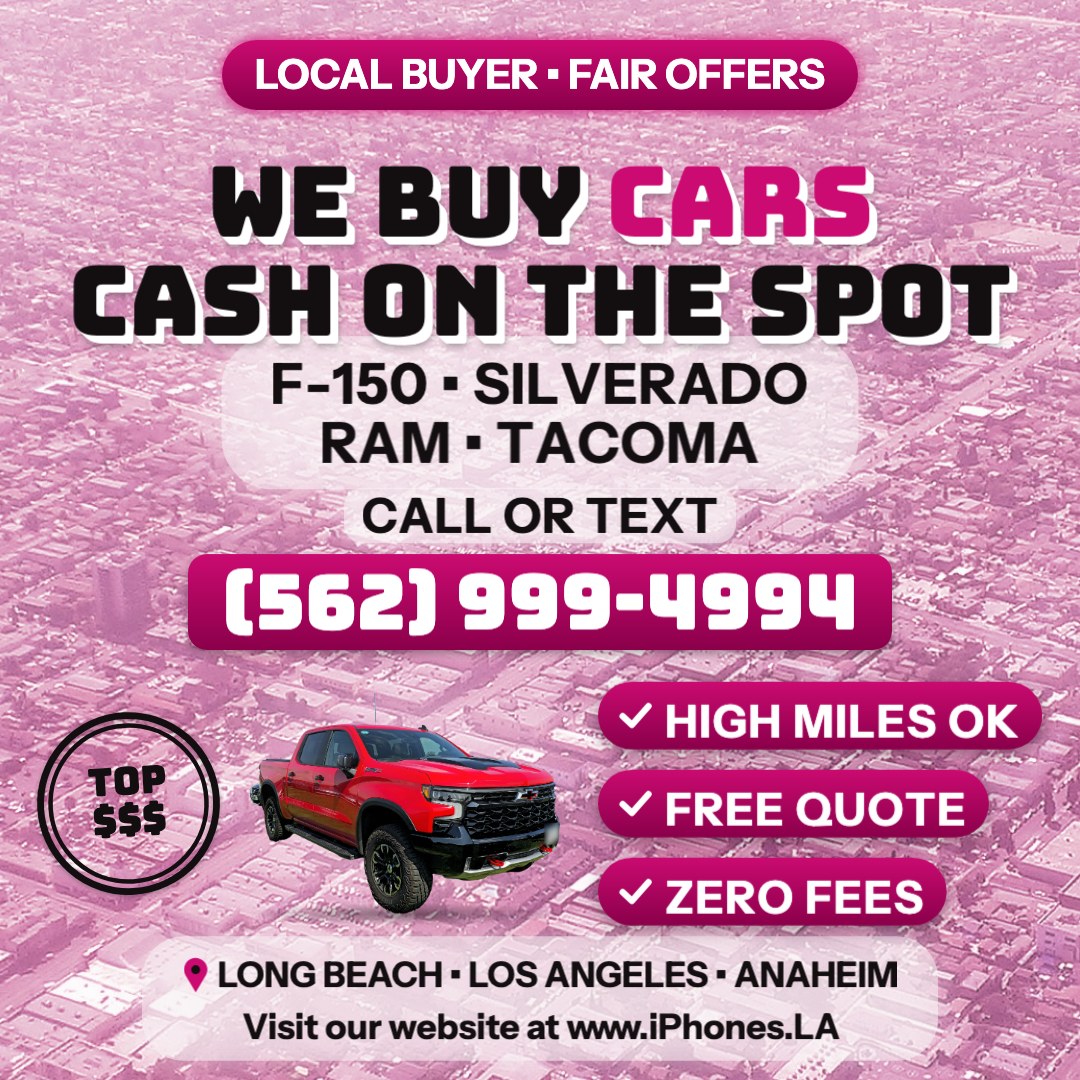 LOCAL BUYER ▪ FAIR OFFERS
WE BUY CARS
CASH ON THE SPOT
F-150 ▪ SILVERADO
RAM ▪ TACOMA
CALL OR TEXT
(562) 999-4994
TOP
$$$
✓ HIGH MILES OK
✓ FREE QUOTE
✓ ZERO FEES
LONG BEACH ▪ LOS ANGELES ▪ ANAHEIM
Visit our website at www.iPhones.LA